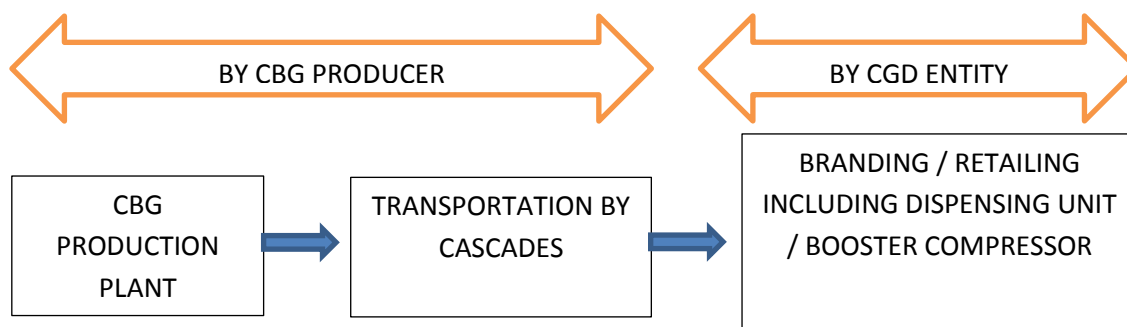 BY CBG PRODUCER
BY CGD ENTITY
CBG
PRODUCTION
PLANT
TRANSPORTATION BY
CASCADES
BRANDING / RETAILING
INCLUDING DISPENSING UNIT
/ BOOSTER COMPRESSOR